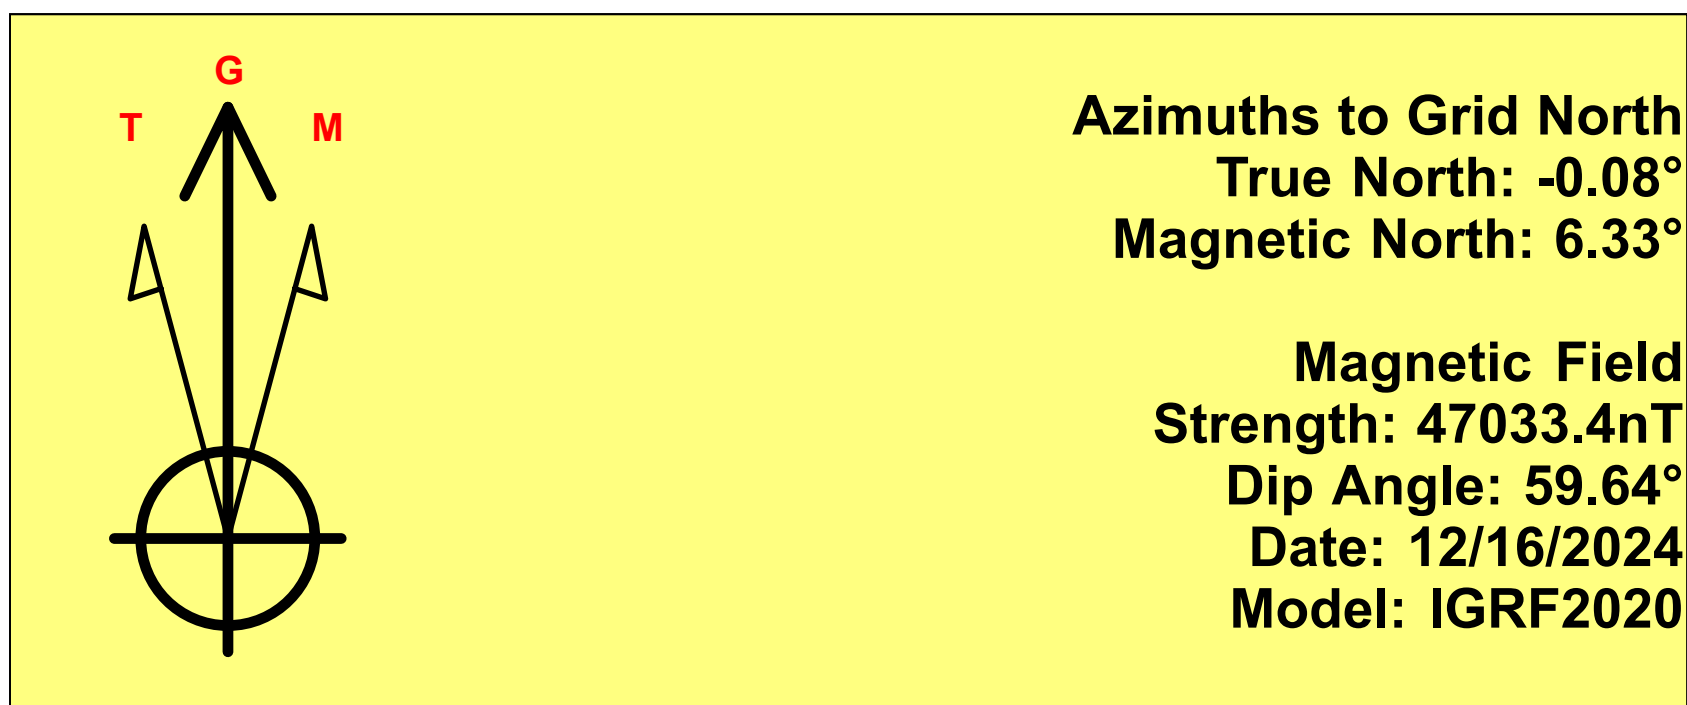 G
T
M
Azimuths to Grid North
True North: -0.08°
Magnetic North: 6.33°
Magnetic Field
Strength: 47033.4nT
Dip Angle: 59.64°
Date: 12/16/2024
Model: IGRF2020